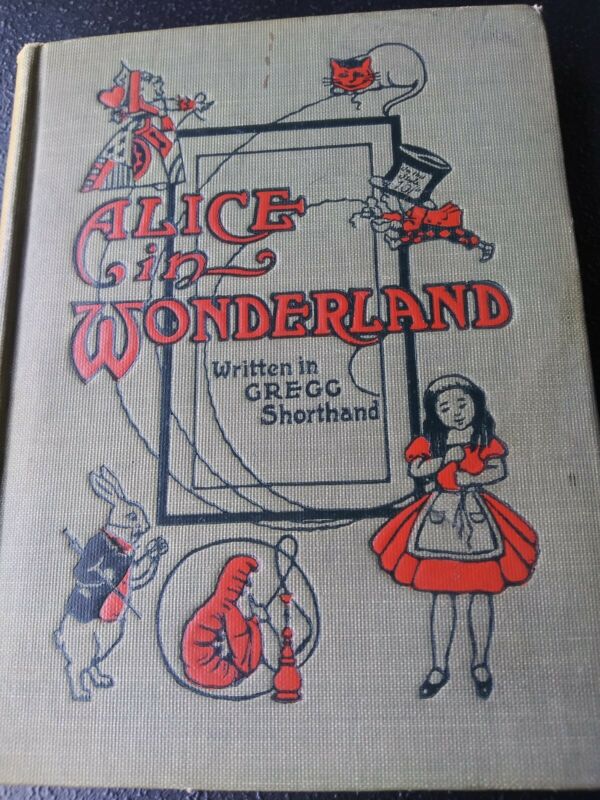 ALICE
in
WONDERLAND
Written in
GREGG
Shorthand